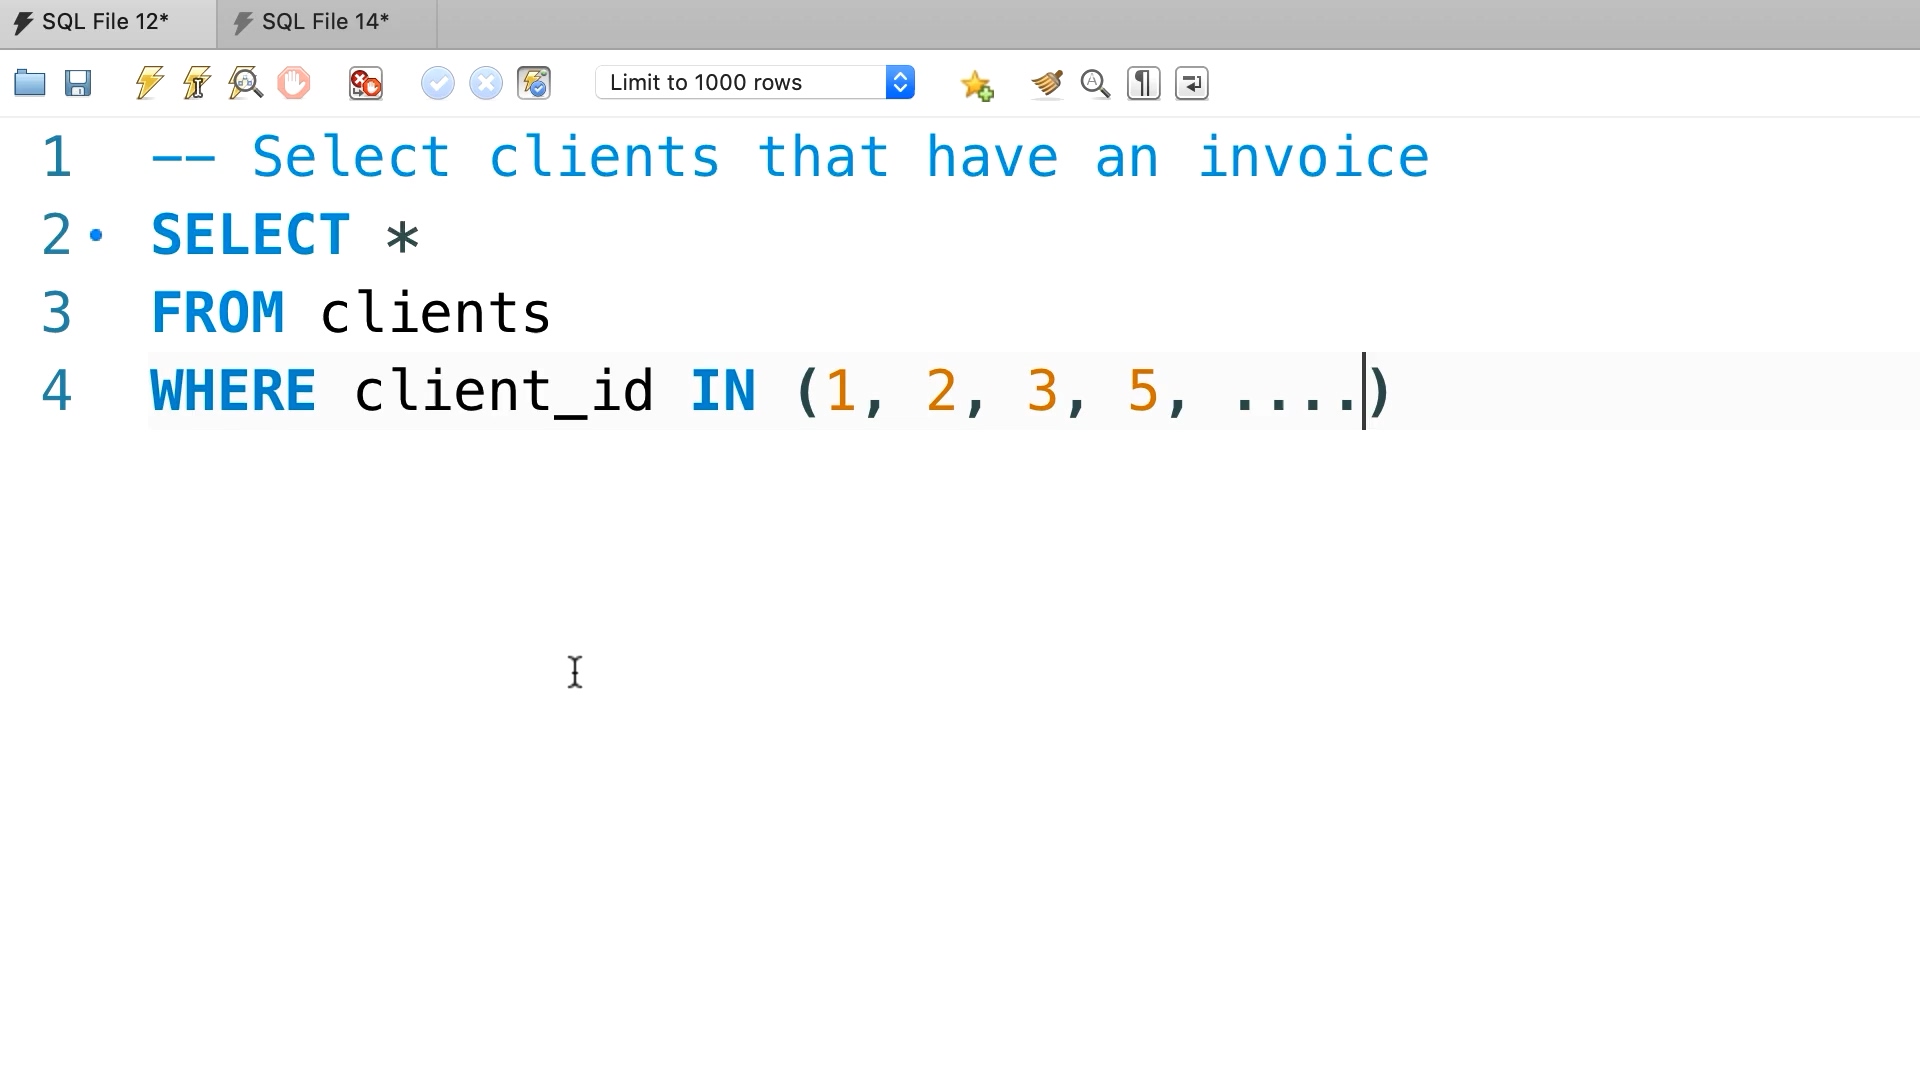 SQL File 12*
SQL File 14*
Limit to 1000 rows
1 -- Select clients that have an invoice
2 SELECT *
3 FROM clients
4 WHERE client_id IN (1, 2, 3, 5, ....)